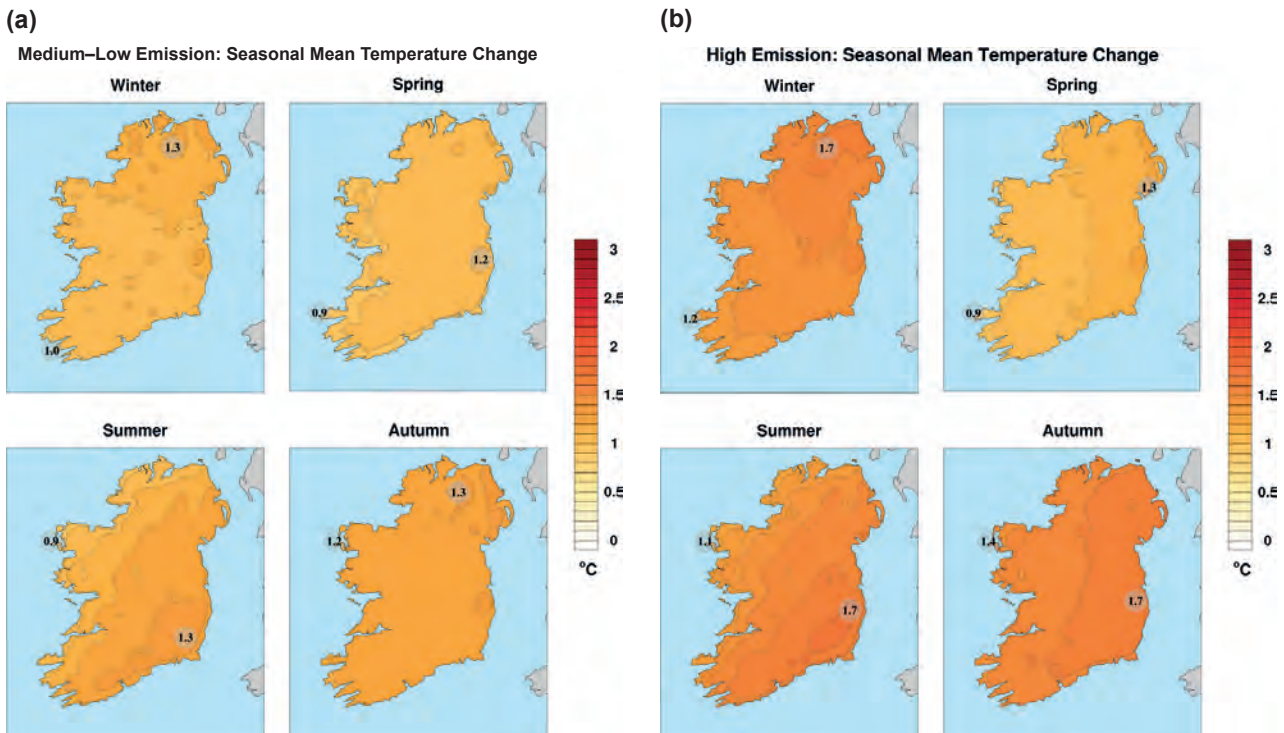 (a)
Medium–Low Emission: Seasonal Mean Temperature Change
Winter
Spring
1.3
1.0
1.2
0.9
Summer
Autumn
0.9
1.3
1.3
1.2
3
2.5
2
1.5
1
0.5
0
°C
(b)
High Emission: Seasonal Mean Temperature Change
Winter
Spring
1.7
1.2
1.3
0.9
Summer
Autumn
1.1
1.7
1.4
1.7
3
2.5
2
1.5
1
0.5
0
°C